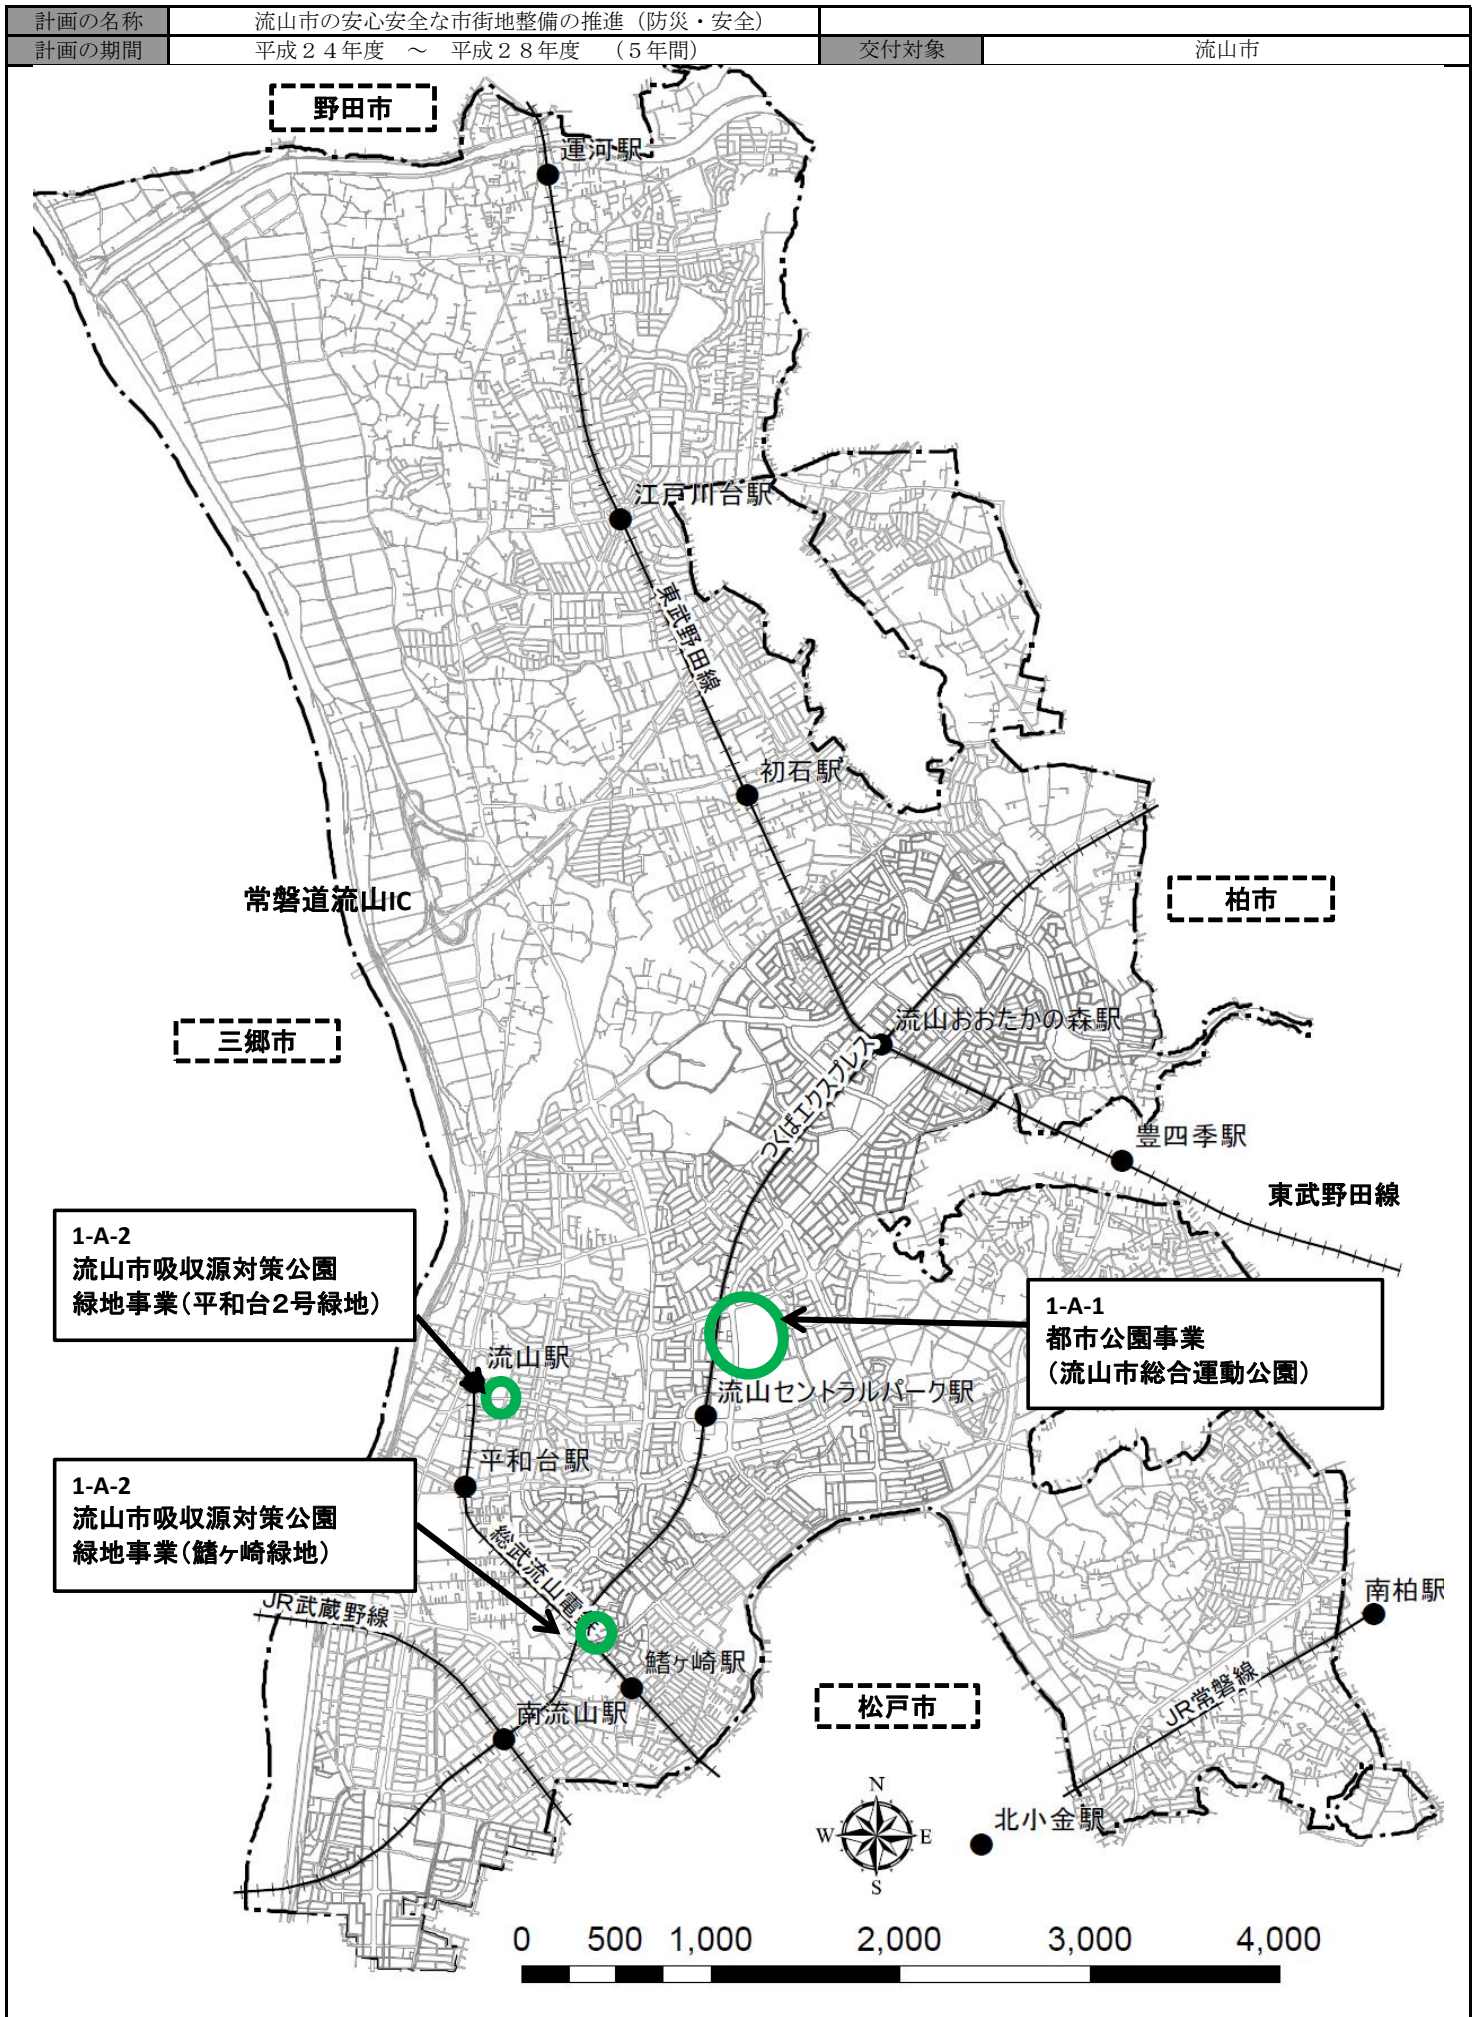 計画の名称 流山市の安心安全な市街地整備の推進（防災・安全）
計画の期間 平成２４年度 ～ 平成２８年度 （５年間） 交付対象 流山市
野田市
運河駅
江戸川台駅
東武野田線
初石駅
常磐道流山IC
柏市
流山おおたかの森駅
三郷市
つくばエクスプレス
豊四季駅
東武野田線
1-A-2
流山市吸収源対策公園
緑地事業（平和台２号緑地）
1-A-1
都市公園事業
（流山市総合運動公園）
流山駅
流山セントラルパーク駅
平和台駅
1-A-2
流山市吸収源対策公園
緑地事業（鰭ヶ崎緑地）
総武流山電
JR武蔵野線
南柏駅
鰭ヶ崎駅
JR常磐線
松戸市
南流山駅
N
W E
S
北小金駅
0 500 1,000 2,000 3,000 4,000